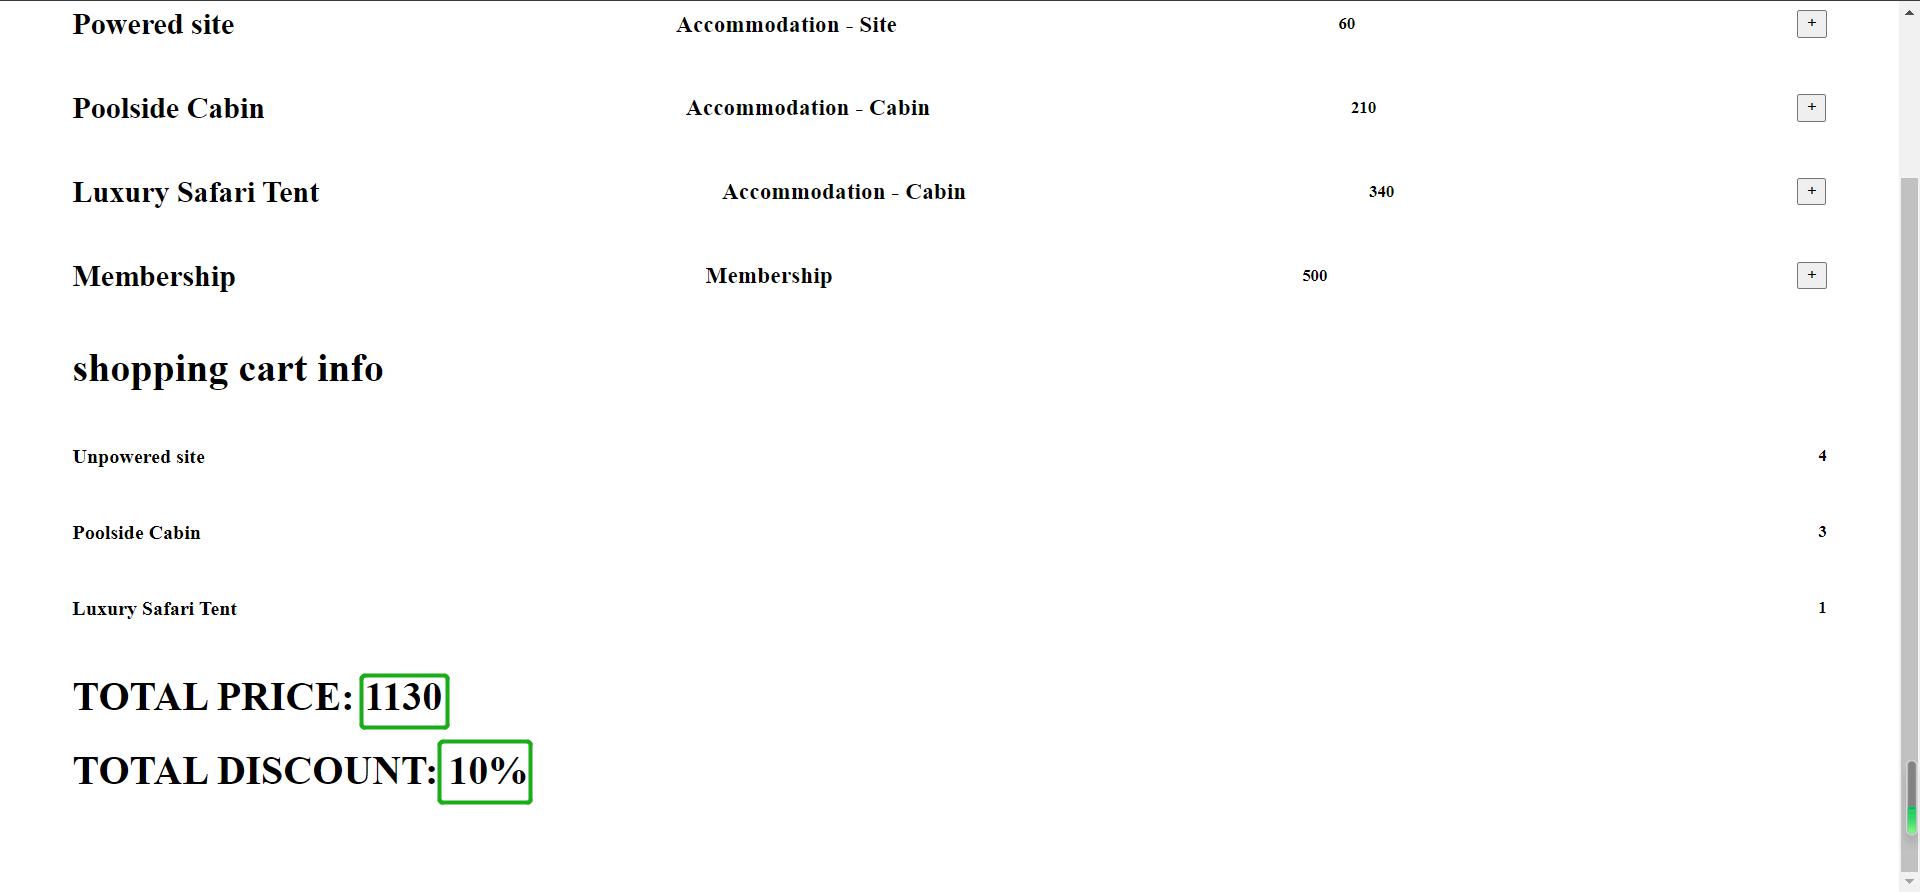 Powered site Accommodation - Site 60 +
Poolside Cabin Accommodation - Cabin 210 +
Luxury Safari Tent Accommodation - Cabin 340 +
Membership Membership 500 +
shopping cart info
Unpowered site 4
Poolside Cabin 3
Luxury Safari Tent 1
TOTAL PRICE: 1130
TOTAL DISCOUNT: 10%